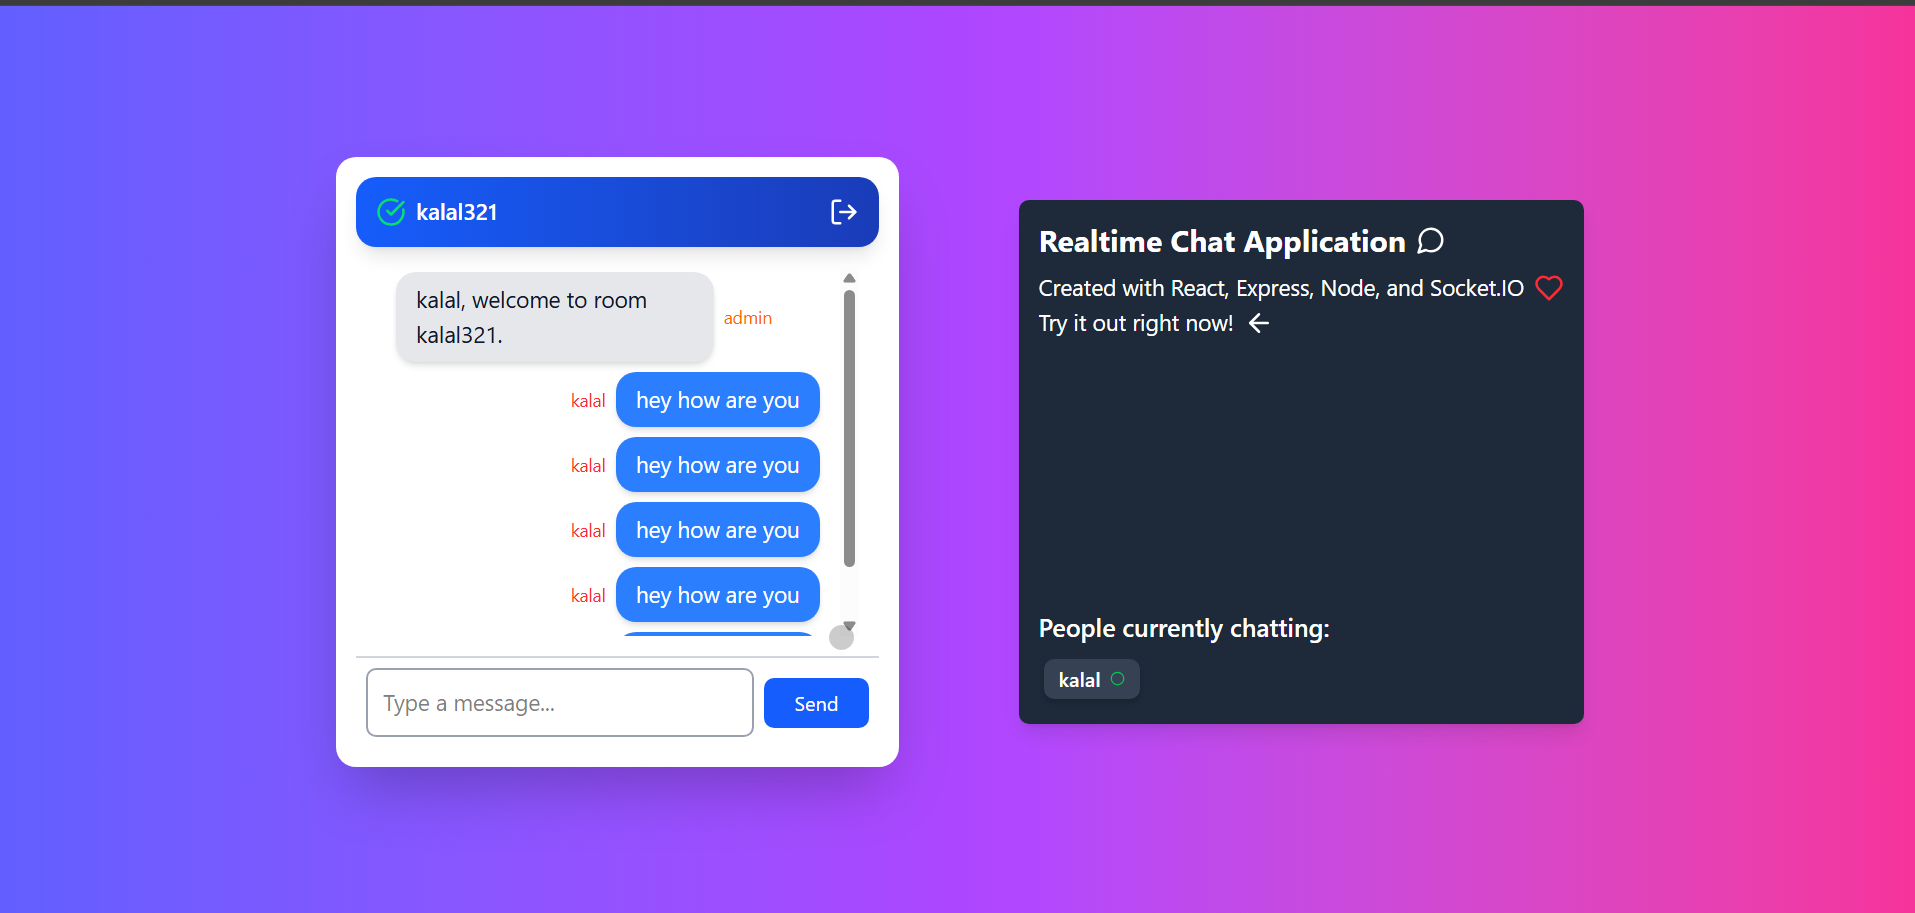 kalal321
kalal, welcome to room
kalal321.
admin
kalal hey how are you
kalal hey how are you
kalal hey how are you
kalal hey how are you
Type a message...
Send
Realtime Chat Application
Created with React, Express, Node, and Socket.IO
Try it out right now!
People currently chatting:
kalal